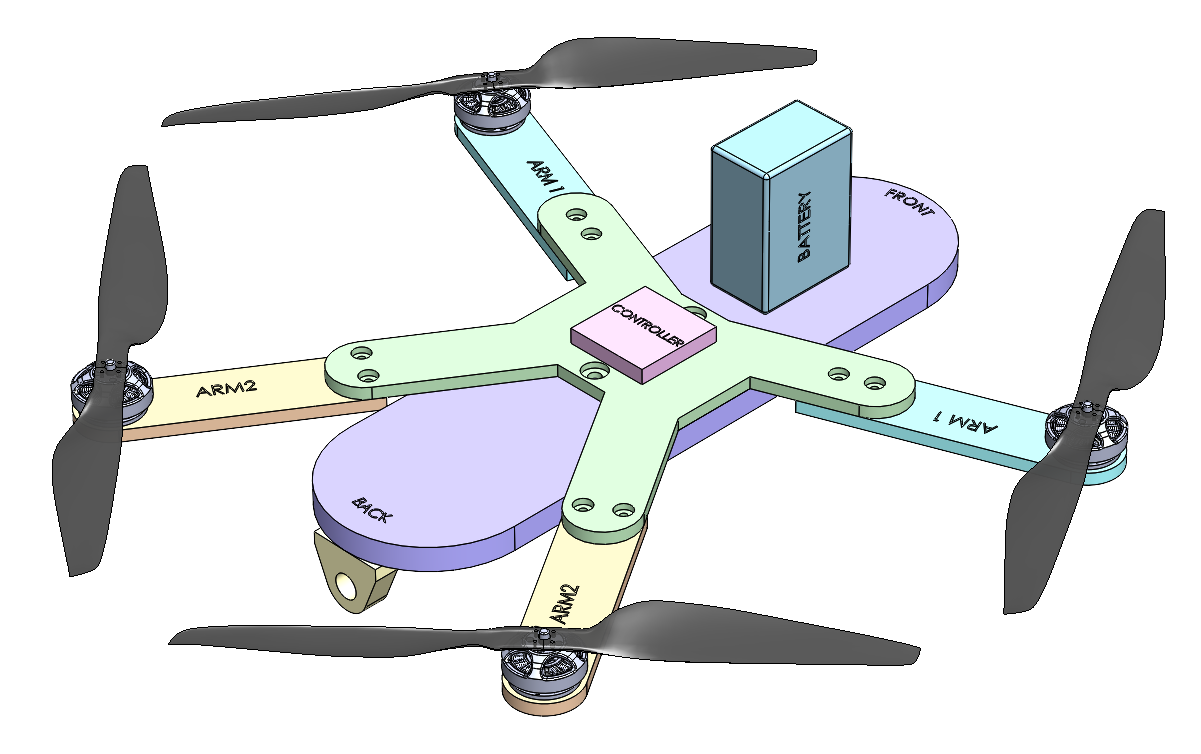 ARM 1
FRONT
BATTERY
CONTROLLER
ARM2
ARM 1
BACK
ARM2